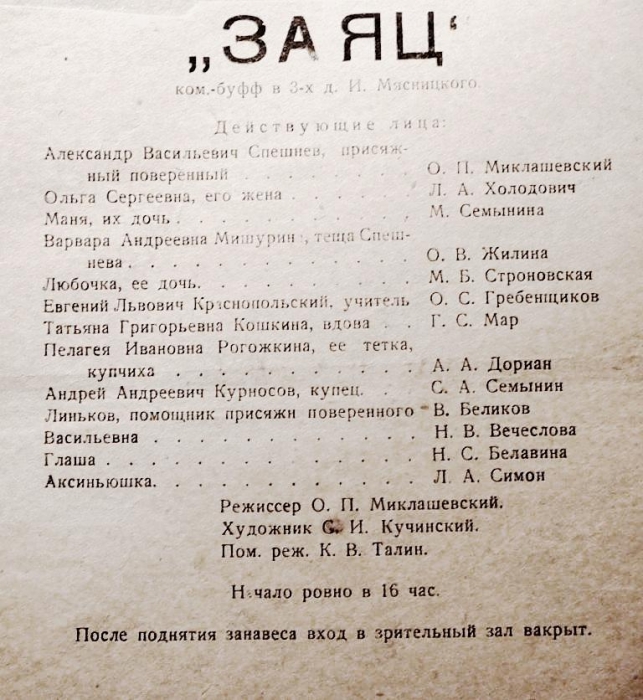 „ЗАЯЦ‘
ком.-буфф в 3-х д. И. Мясницкого.
Действующие лица:
Александр Васильевич Спешнев, присяж-
ный поверенный . . . . . . . О. П. Миклашевский
Ольга Сергеевна, его жена . . . . . . Л. А. Холодович
Маня, их дочь . . . . . . . . . . . М. Семынина
Варвара Андреевна Мишурин, теща Спеш-
нева . . . . . . . . . . . . О. В. Жилина
Любочка, ее дочь. . . . . . . . . . М. Б. Строновская
Евгений Львович Краснопольский, учитель О. С. Гребенщиков
Татьяна Григорьевна Кошкина, вдова . . Г. С. Мар
Пелагея Ивановна Рогожкина, ее тетка,
купчиха . . . . . . . . . . . А. А. Дориан
Андрей Андреевич Курносов, купец. . . С. А. Семынин
Линьков, помощник присяжн поверенного В. Беликов
Васильевна . . . . . . . . . . . . Н. В. Вечеслова
Глаша . . . . . . . . . . . . . . Н. С. Белавина
Аксиньюшка. . . . . . . . . . . . Л. А. Симон
Режиссер О. П. Миклашевский.
Художник С. И. Кучинский.
Пом. реж. К. В. Талин.
Начало ровно в 16 час.
После поднятия занавеса вход в зрительный зал вакрыт.